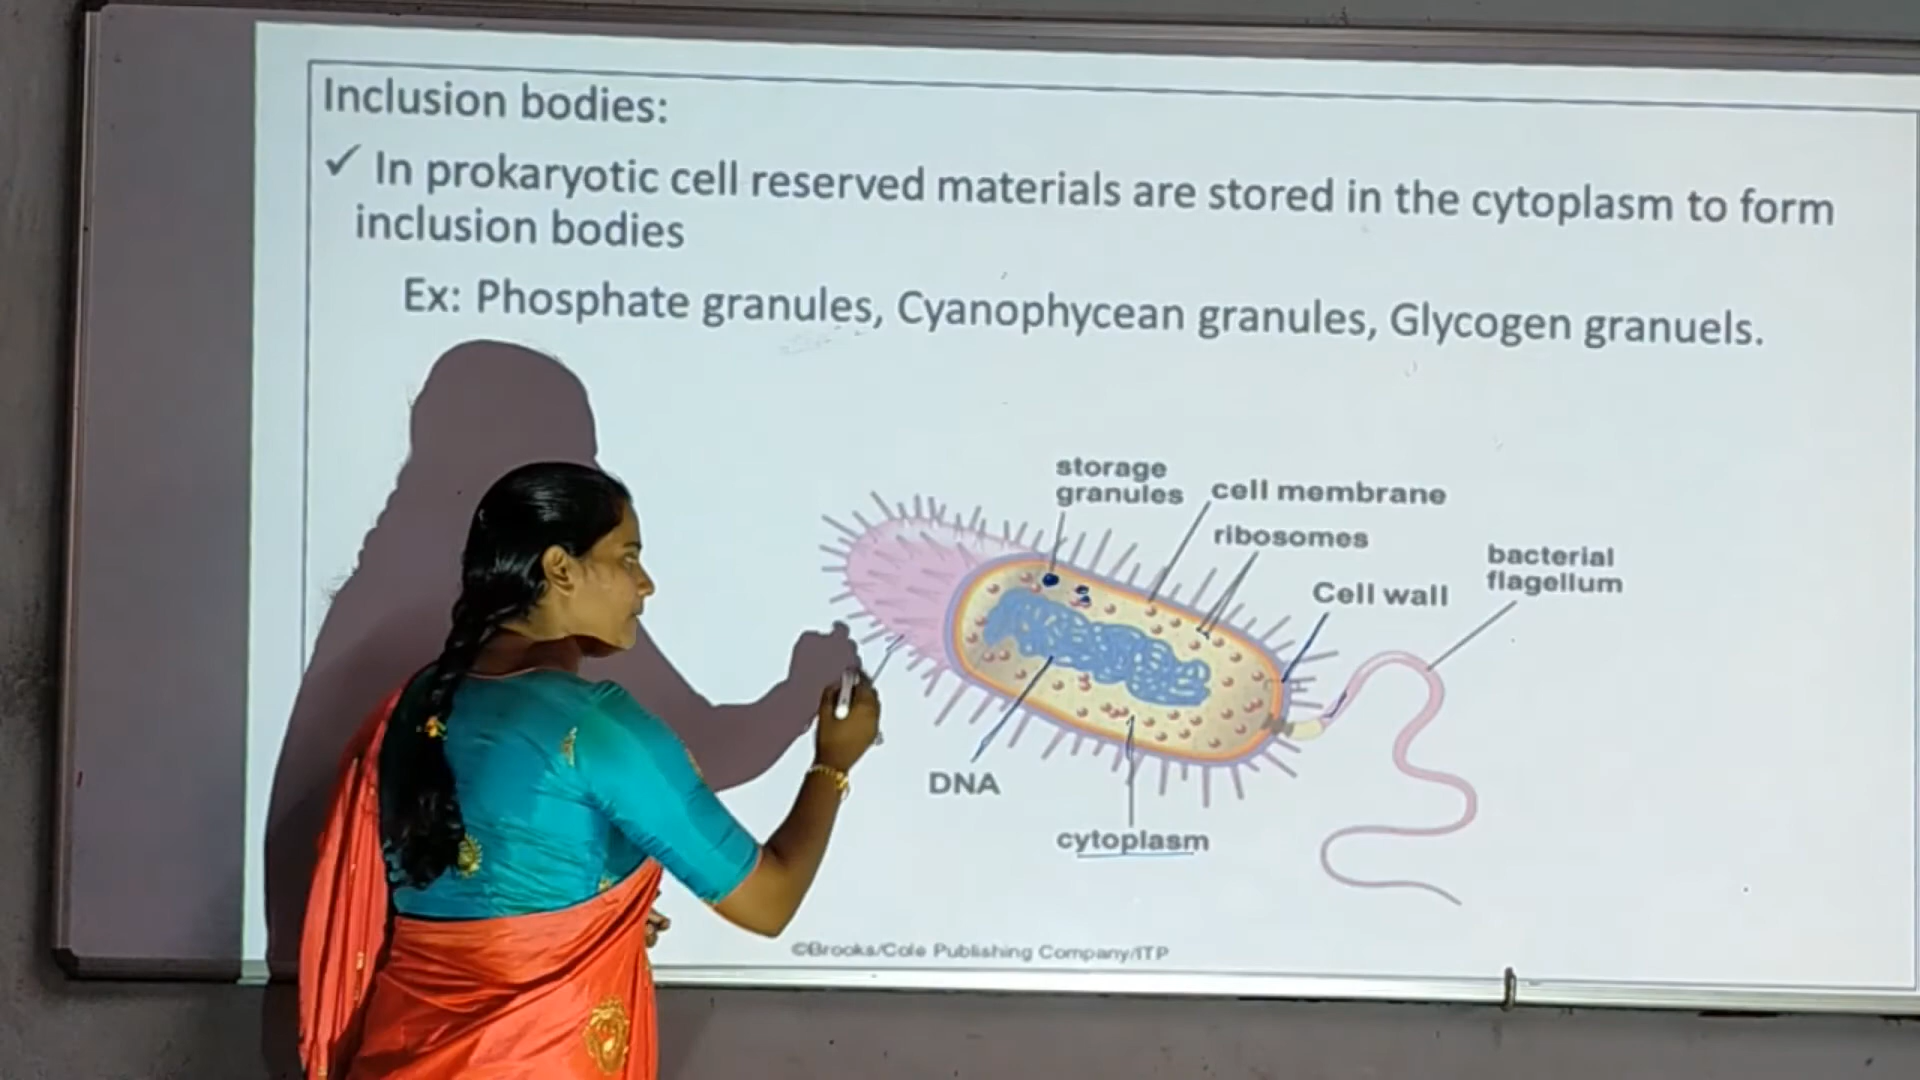 Inclusion bodies:
✓ In prokaryotic cell reserved materials are stored in the cytoplasm to form
inclusion bodies
Ex: Phosphate granules, Cyanophycean granules, Glycogen granuels.
storage
granules
cell membrane
ribosomes
bacterial
flagellum
Cell wall
DNA
cytoplasm
©Brooks/Cole Publishing Company/ITP